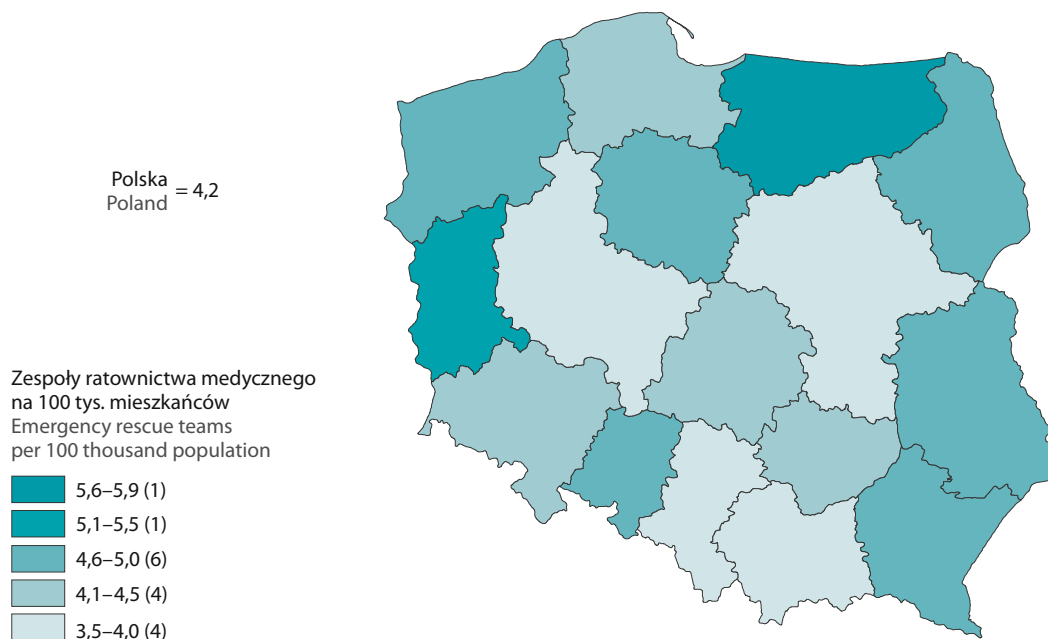 Polska
Poland
= 4,2
Zespoły ratownictwa medycznego
na 100 tys. mieszkańców
Emergency rescue teams
per 100 thousand population
5,6–5,9 (1)
5,1–5,5 (1)
4,6–5,0 (6)
4,1–4,5 (4)
3,5–4,0 (4)